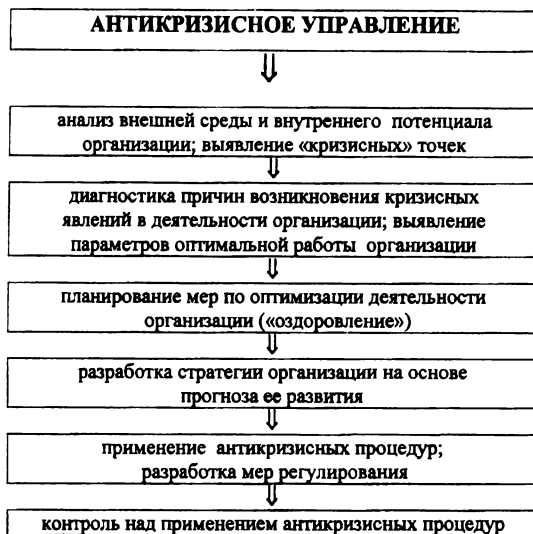 АНТИКРИЗИСНОЕ УПРАВЛЕНИЕ
анализ внешней среды и внутреннего потенциала
организации; выявление «кризисных» точек
диагностика причин возникновения кризисных
явлений в деятельности организации; выявление
параметров оптимальной работы организации
планирование мер по оптимизации деятельности
организации («оздоровление»)
разработка стратегии организации на основе
прогноза ее развития
применение антикризисных процедур;
разработка мер регулирования
контроль над применением антикризисных процедур